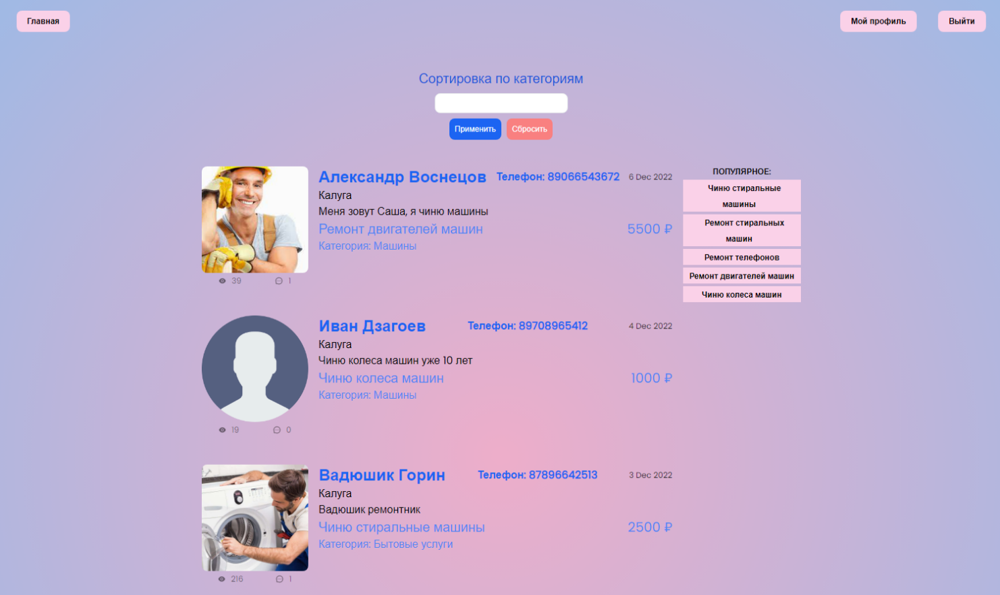 Главная
Мой профиль
Выйти
Сортировка по категориям
Применить
Сбросить
Александр Воснецов
Телефон: 89066543672
6 Dec 2022
Калуга
Меня зовут Саша, я чиню машины
Ремонт двигателей машин
5500 ₽
Категория: Машины
39
1
Иван Дзагоев
Телефон: 89708965412
4 Dec 2022
Калуга
Чиню колеса машин уже 10 лет
Чиню колеса машин
1000 ₽
Категория: Машины
19
0
Вадюшик Горин
Телефон: 87896642513
3 Dec 2022
Калуга
Вадюшик ремонтник
Чиню стиральные машины
2500 ₽
Категория: Бытовые услуги
216
1
ПОПУЛЯРНОЕ:
Чиню стиральные
машины
Ремонт стиральных
машин
Ремонт телефонов
Ремонт двигателей машин
Чиню колеса машин